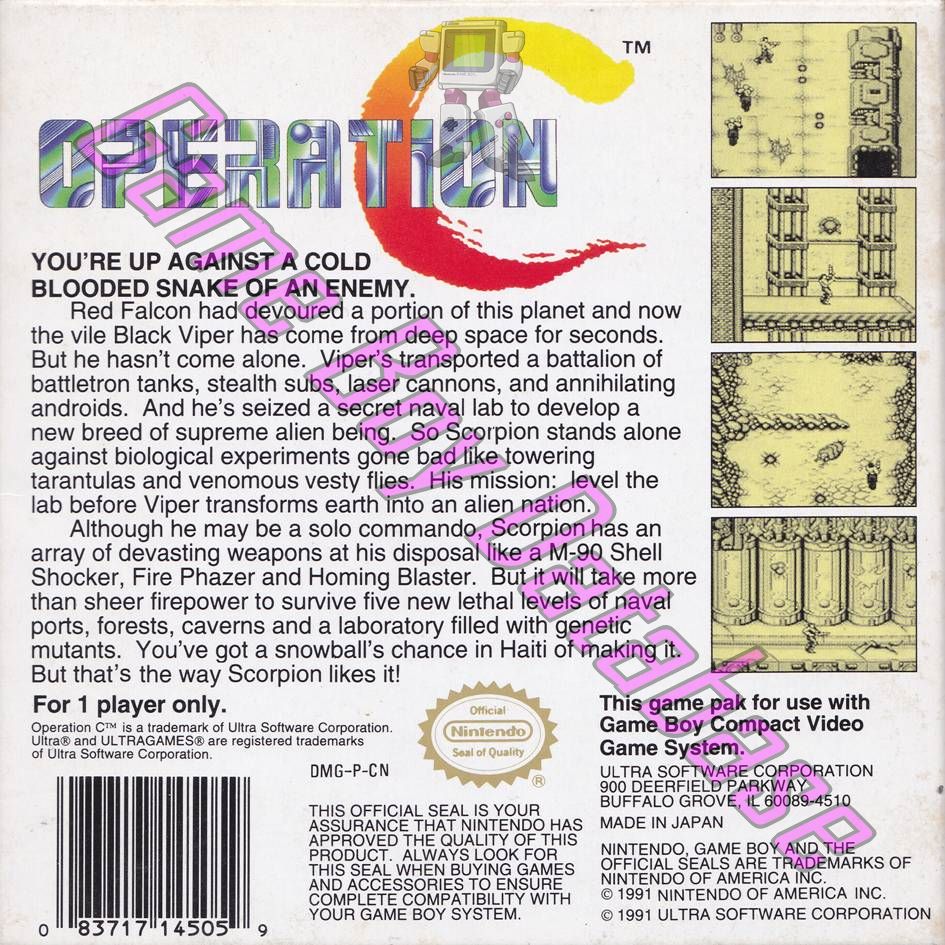 OPERATION C TM
YOU'RE UP AGAINST A COLD
BLOODED SNAKE OF AN ENEMY.
Red Falcon had devoured a portion of this planet and now
the vile Black Viper has come from deep space for seconds.
But he hasn't come alone. Viper's transported a battalion of
battletron tanks, stealth subs, laser cannons, and annihilating
androids. And he's seized a secret naval lab to develop a
new breed of supreme alien being. So Scorpion stands alone
against biological experiments gone bad like towering
tarantulas and venomous vesty flies. His mission: level the
lab before Viper transforms earth into an alien nation.
Although he may be a solo commando, Scorpion has an
array of devasting weapons at his disposal like a M-90 Shell
Shocker, Fire Phazer and Homing Blaster. But it will take more
than sheer firepower to survive five new lethal levels of naval
ports, forests, caverns and a laboratory filled with genetic
mutants. You've got a snowball's chance in Haiti of making it.
But that's the way Scorpion likes it!
For 1 player only.
Operation C™ is a trademark of Ultra Software Corporation.
Ultra® and ULTRAGAMES® are registered trademarks
of Ultra Software Corporation.
0 83717 14505 9
DMG-P-CN
Official
Nintendo
Seal of Quality
®
THIS OFFICIAL SEAL IS YOUR
ASSURANCE THAT NINTENDO HAS
APPROVED THE QUALITY OF THIS
PRODUCT. ALWAYS LOOK FOR
THIS SEAL WHEN BUYING GAMES
AND ACCESSORIES TO ENSURE
COMPLETE COMPATIBILITY WITH
YOUR GAME BOY SYSTEM.
This game pak for use with
Game Boy Compact Video
Game System.
ULTRA SOFTWARE CORPORATION
900 DEERFIELD PARKWAY
BUFFALO GROVE, IL 60089-4510
MADE IN JAPAN
NINTENDO, GAME BOY AND THE
OFFICIAL SEALS ARE TRADEMARKS OF
NINTENDO OF AMERICA INC.
© 1991 NINTENDO OF AMERICA INC.
© 1991 ULTRA SOFTWARE CORPORATION
Game Boy Database